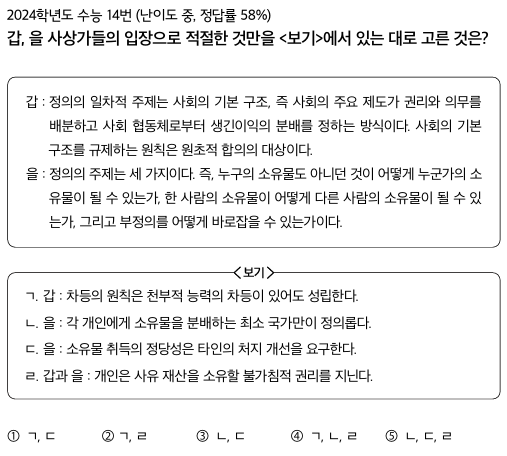 2024학년도 수능 14번 (난이도 중, 정답률 58%)
갑, 을 사상가들의 입장으로 적절한 것만을 <보기>에서 있는 대로 고른 것은?
갑 : 정의의 일차적 주제는 사회의 기본 구조, 즉 사회의 주요 제도가 권리와 의무를
배분하고 사회 협동체로부터 생긴이익의 분배를 정하는 방식이다. 사회의 기본
구조를 규제하는 원칙은 원초적 합의의 대상이다.
을 : 정의의 주제는 세 가지이다. 즉, 누구의 소유물도 아니던 것이 어떻게 누군가의 소
유물이 될 수 있는가, 한 사람의 소유물이 어떻게 다른 사람의 소유물이 될 수 있
는가, 그리고 부정의를 어떻게 바로잡을 수 있는가이다.
<보기>
ㄱ. 갑 : 차등의 원칙은 천부적 능력의 차등이 있어도 성립한다.
ㄴ. 을 : 각 개인에게 소유물을 분배하는 최소 국가만이 정의롭다.
ㄷ. 을 : 소유물 취득의 정당성은 타인의 처지 개선을 요구한다.
ㄹ. 갑과 을 : 개인은 사유 재산을 소유할 불가침적 권리를 지닌다.
① ㄱ, ㄷ ② ㄱ, ㄹ ③ ㄴ, ㄷ ④ ㄱ, ㄴ, ㄹ ⑤ ㄴ, ㄷ, ㄹ